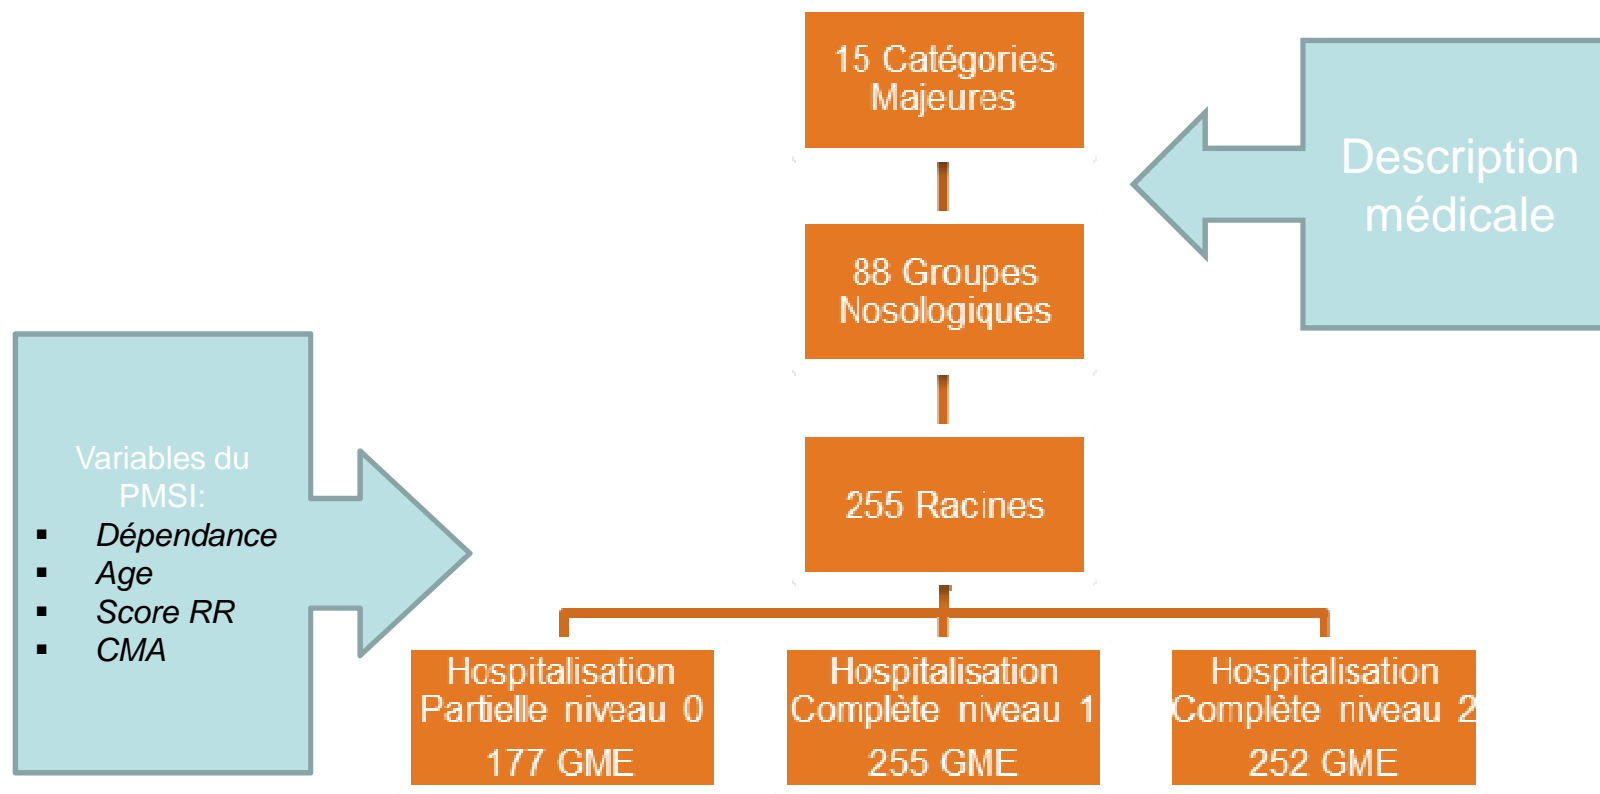 15 Catégories
Majeures
Description
médicale
88 Groupes
Nosologiques
Variables du
PMSI:
▪ Dépendance
▪ Age
▪ Score RR
▪ CMA
255 Racines
Hospitalisation
Partielle niveau 0
177 GME
Hospitalisation
Complète niveau 1
255 GME
Hospitalisation
Complète niveau 2
252 GME